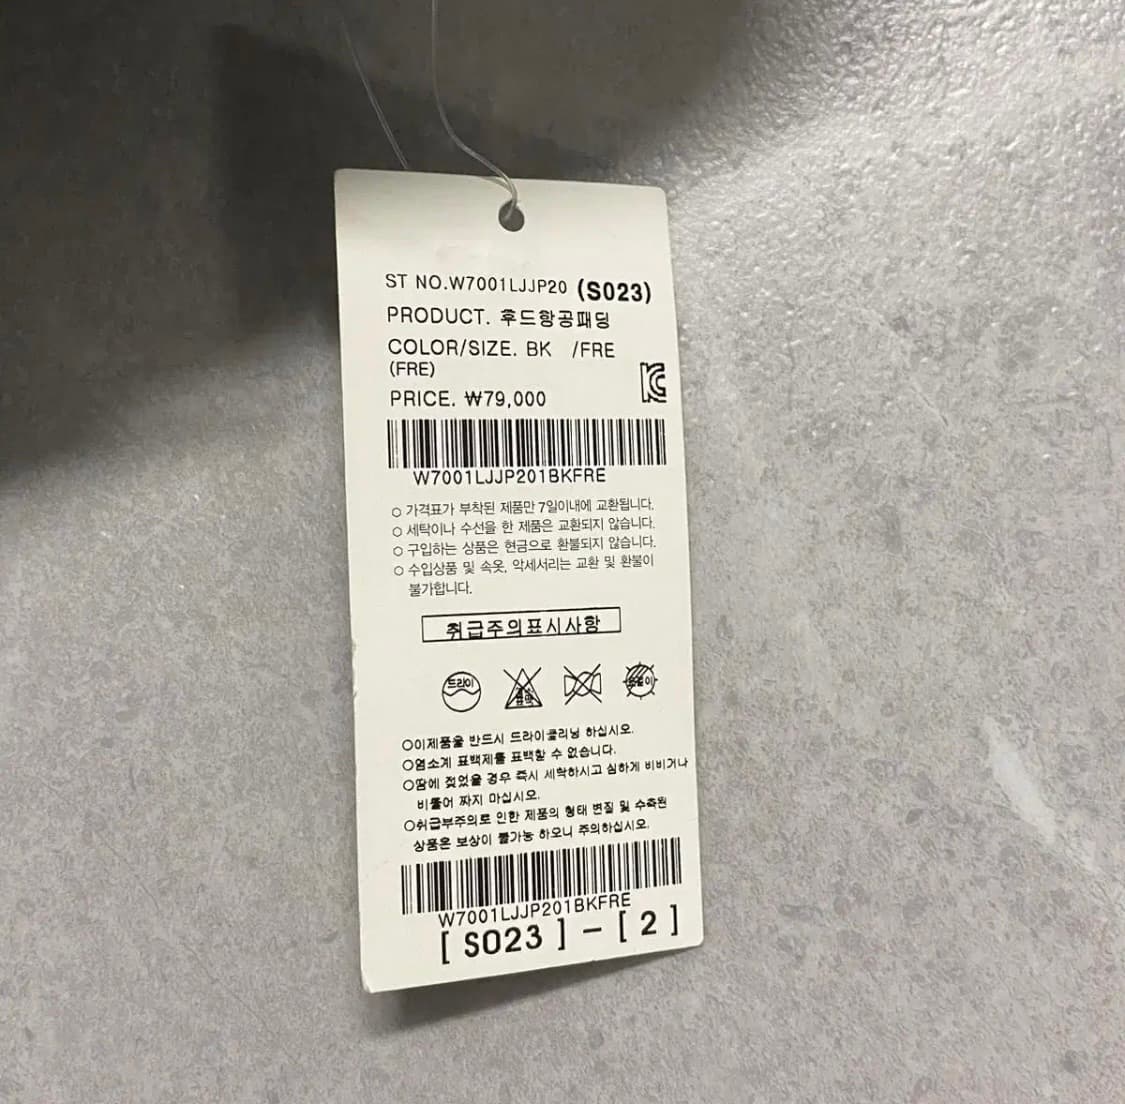 ST NO.W7001LJJP20 (S023)
PRODUCT. 후드항공패딩
COLOR/SIZE. BK /FRE
(FRE)
PRICE. ₩79,000
W7001LJJP201BKFRE
○ 가격표가 부착된 제품만 7일이내에 교환됩니다.
○ 세탁이나 수선을 한 제품은 교환되지 않습니다.
○ 구입하는 상품은 현금으로 환불되지 않습니다.
○ 수입상품 및 속옷, 악세서리는 교환 및 환불이
불가합니다.
취급주의표시사항
드라이
○이제품을 반드시 드라이클리닝 하십시오.
○염소계 표백제를 표백할 수 없습니다.
○땀에 젖었을 경우 즉시 세탁하시고 심하게 비비거나
비틀어 짜지 마십시오.
○취급부주의로 인한 제품의 형태 변질 및 수축된
상품은 보상이 불가능 하오니 주의하십시오.
W7001LJJP201BKFRE
[ S023 ] - [ 2 ]